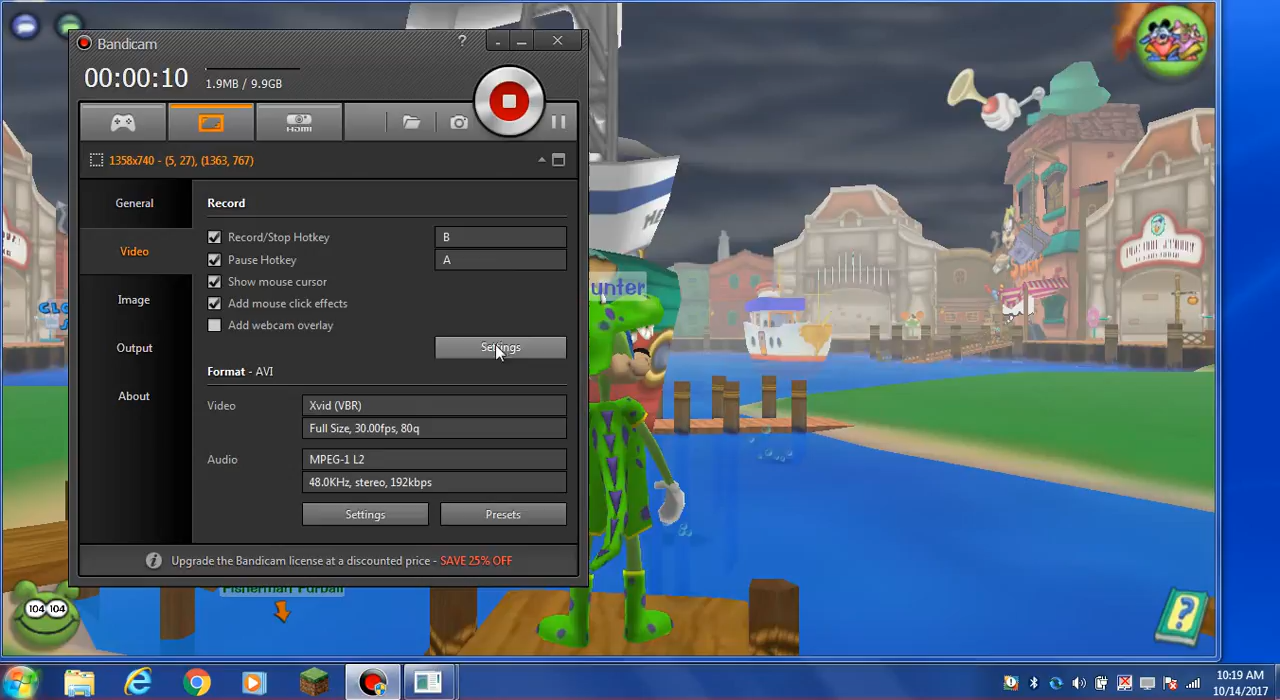 Bandicam
?
00:00:10
1.9MB / 9.9GB
HDMI
1358x740 - (5, 27), (1363, 767)
General
Video
Image
Output
About
Record
Record/Stop Hotkey
B
Pause Hotkey
A
Show mouse cursor
Add mouse click effects
Add webcam overlay
Settings
Format - AVI
Video
Xvid (VBR)
Full Size, 30.00fps, 80q
Audio
MPEG-1 L2
48.0KHz, stereo, 192kbps
Settings
Presets
Upgrade the Bandicam license at a discounted price - SAVE 25% OFF
unter
104 104
Fisherman Furball
?
10:19 AM
10/14/2017